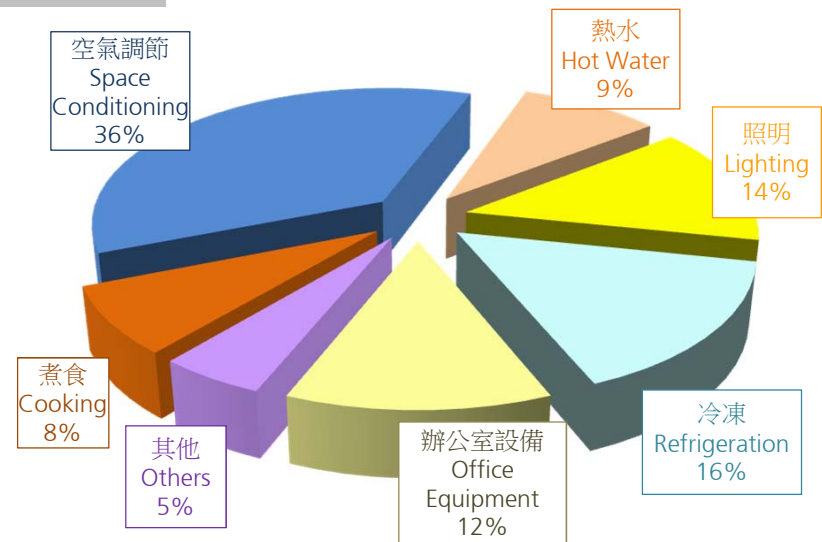 空氣調節
Space
Conditioning
36%
熱水
Hot Water
9%
照明
Lighting
14%
冷凍
Refrigeration
16%
辦公室設備
Office
Equipment
12%
其他
Others
5%
煮食
Cooking
8%